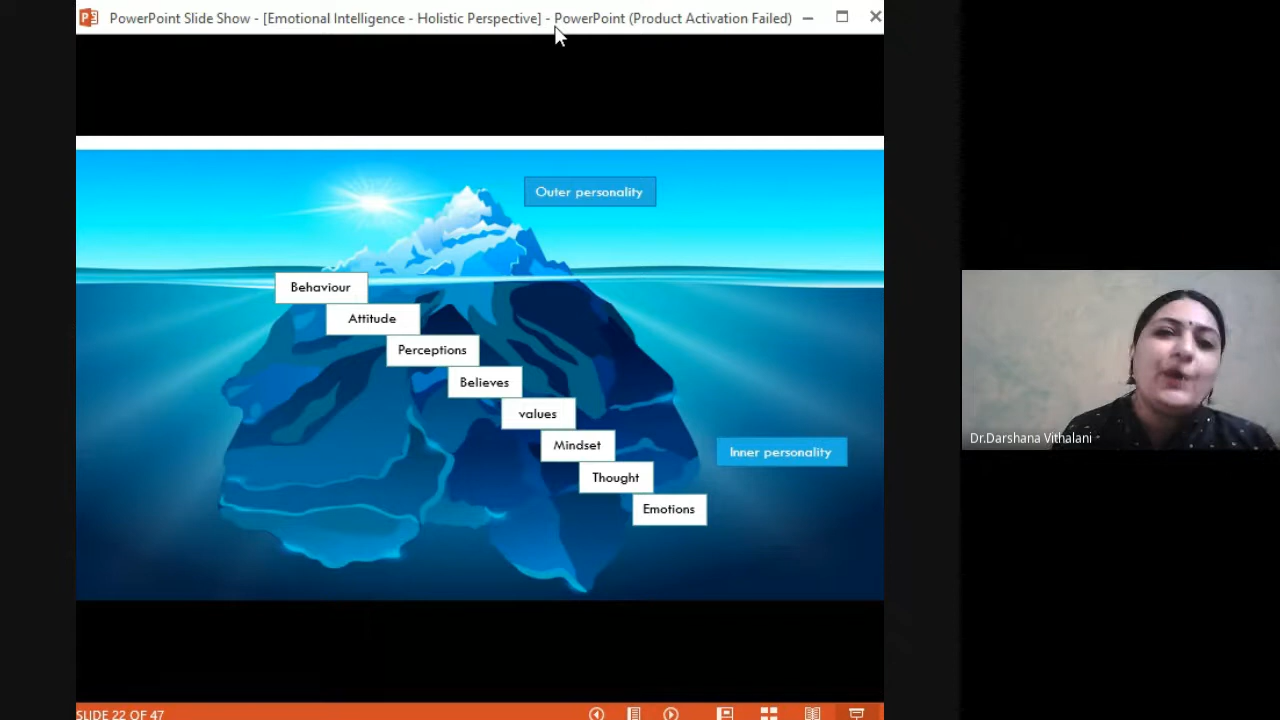 PowerPoint Slide Show - [Emotional Intelligence - Holistic Perspective] - PowerPoint (Product Activation Failed)
Outer personality
Behaviour
Attitude
Perceptions
Believes
values
Mindset
Inner personality
Thought
Emotions
Dr.Darshana Vithalani
SLIDE 22 OF 47